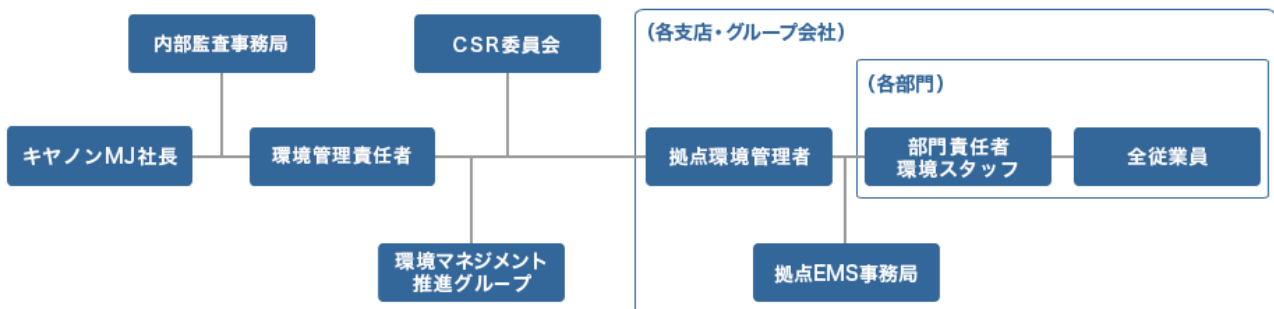 内部監査事務局
CSR委員会
(各支店・グループ会社)
(各部門)
キヤノンMJ社長
環境管理責任者
拠点環境管理者
部門責任者
環境スタッフ
全従業員
環境マネジメント
推進グループ
拠点EMS事務局